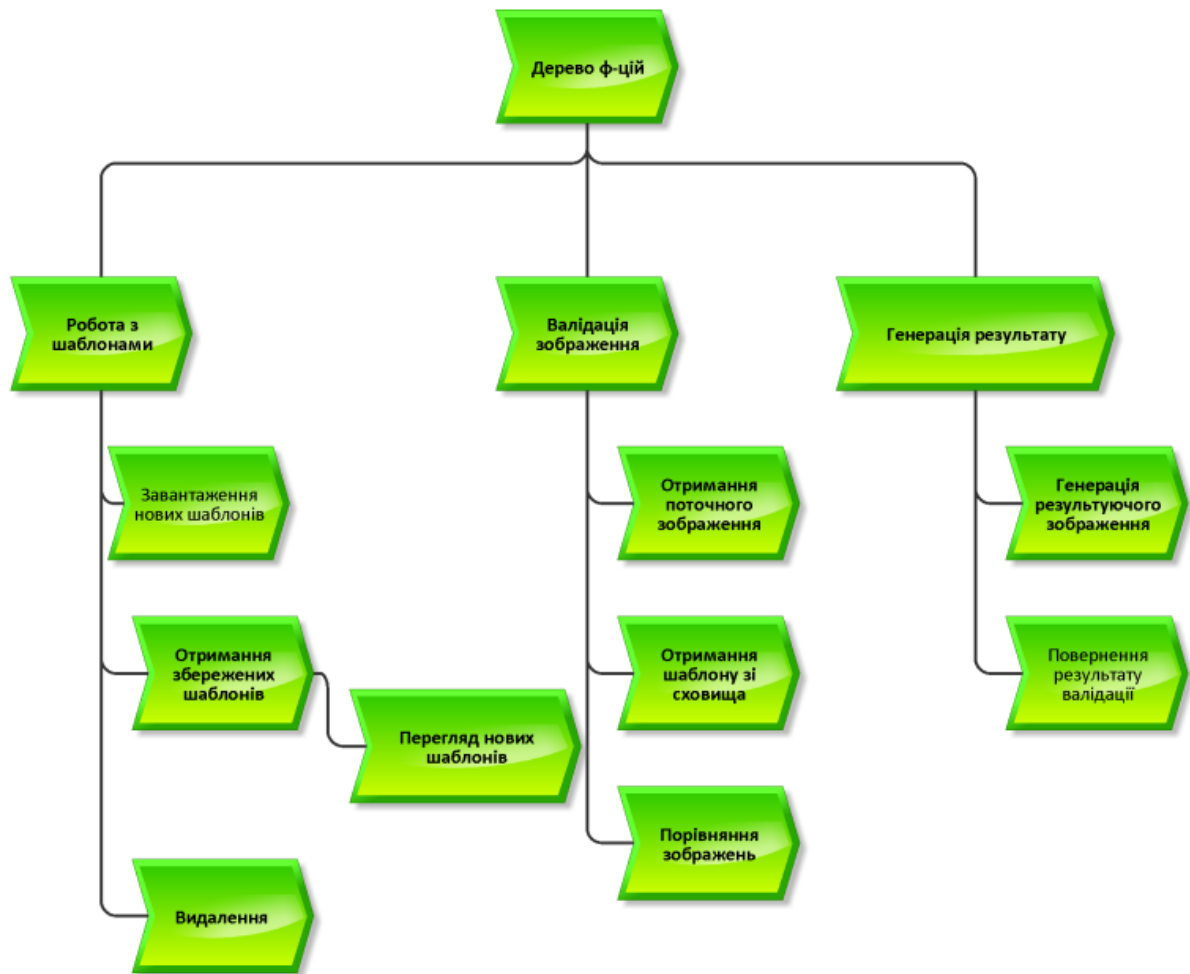 Дерево ф-цій
Робота з
шаблонами
Валідація
зображення
Генерація результату
Завантаження
нових шаблонів
Отримання
поточного
зображення
Генерація
результуючого
зображення
Отримання
збережених
шаблонів
Отримання
шаблону зі
сховища
Повернення
результату
валідації
Перегляд нових
шаблонів
Порівняння
зображень
Видалення